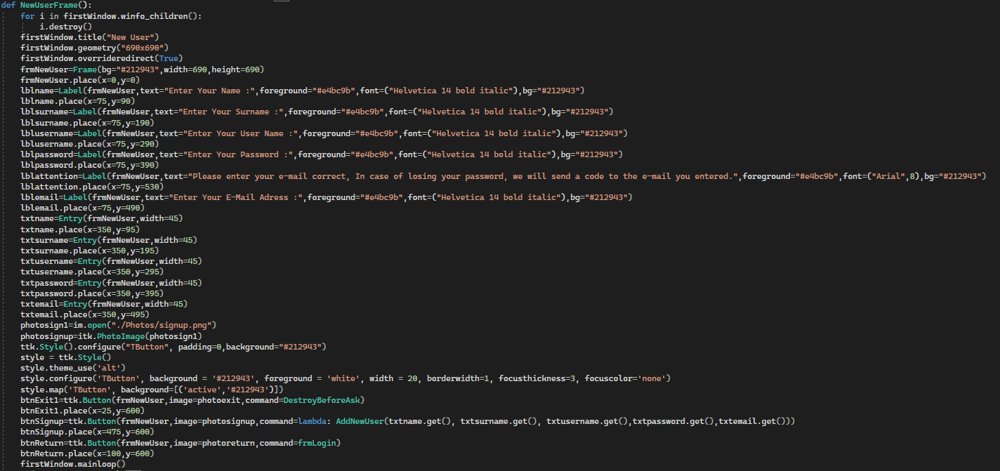 def NewUserFrame():
    for i in firstWindow.winfo_children():
        i.destroy()
    firstWindow.title("New User")
    firstWindow.geometry("690x690")
    firstWindow.overrideredirect(True)
    frmNewUser=Frame(bg="#212943",width=690,height=690)
    frmNewUser.place(x=0,y=0)
    lblname=Label(frmNewUser,text="Enter Your Name :",foreground="#e4bc9b",font=("Helvetica 14 bold italic"),bg="#212943")
    lblname.place(x=75,y=90)
    lblsurname=Label(frmNewUser,text="Enter Your Surname :",foreground="#e4bc9b",font=("Helvetica 14 bold italic"),bg="#212943")
    lblsurname.place(x=75,y=190)
    lblusername=Label(frmNewUser,text="Enter Your User Name :",foreground="#e4bc9b",font=("Helvetica 14 bold italic"),bg="#212943")
    lblusername.place(x=75,y=290)
    lblpassword=Label(frmNewUser,text="Enter Your Password :",foreground="#e4bc9b",font=("Helvetica 14 bold italic"),bg="#212943")
    lblpassword.place(x=75,y=390)
    lblattention=Label(frmNewUser,text="Please enter your e-mail correct, In case of losing your password, we will send a code to the e-mail you entered.",foreground="#e4bc9b",font=("Arial",8),bg="#212943")
    lblattention.place(x=75,y=530)
    lblemail=Label(frmNewUser,text="Enter Your E-Mail Adress :",foreground="#e4bc9b",font=("Helvetica 14 bold italic"),bg="#212943")
    lblemail.place(x=75,y=490)
    txtname=Entry(frmNewUser,width=45)
    txtname.place(x=350,y=95)
    txtsurname=Entry(frmNewUser,width=45)
    txtsurname.place(x=350,y=195)
    txtusername=Entry(frmNewUser,width=45)
    txtusername.place(x=350,y=295)
    txtpassword=Entry(frmNewUser,width=45)
    txtpassword.place(x=350,y=395)
    txtemail=Entry(frmNewUser,width=45)
    txtemail.place(x=350,y=495)
    photosign1=im.open("./Photos/signup.png")
    photosignup=itk.PhotoImage(photosign1)
    ttk.Style().configure("TButton", padding=0,background="#212943")
    style = ttk.Style()
    style.theme_use('alt')
    style.configure('TButton', background = '#212943', foreground = 'white', width = 20, borderwidth=1, focusthickness=3, focuscolor='none')
    style.map('TButton', background=[('active','#212943')])
    btnExit1=ttk.Button(frmNewUser,image=photoexit,command=DestroyBeforeAsk)
    btnExit1.place(x=25,y=600)
    btnSignup=ttk.Button(frmNewUser,image=photosignup,command=lambda: AddNewUser(txtname.get(), txtsurname.get(), txtusername.get(),txtpassword.get(),txtemail.get()))
    btnSignup.place(x=475,y=600)
    btnReturn=ttk.Button(frmNewUser,image=photoreturn,command=frmLogin)
    btnReturn.place(x=100,y=600)
    firstWindow.mainloop()